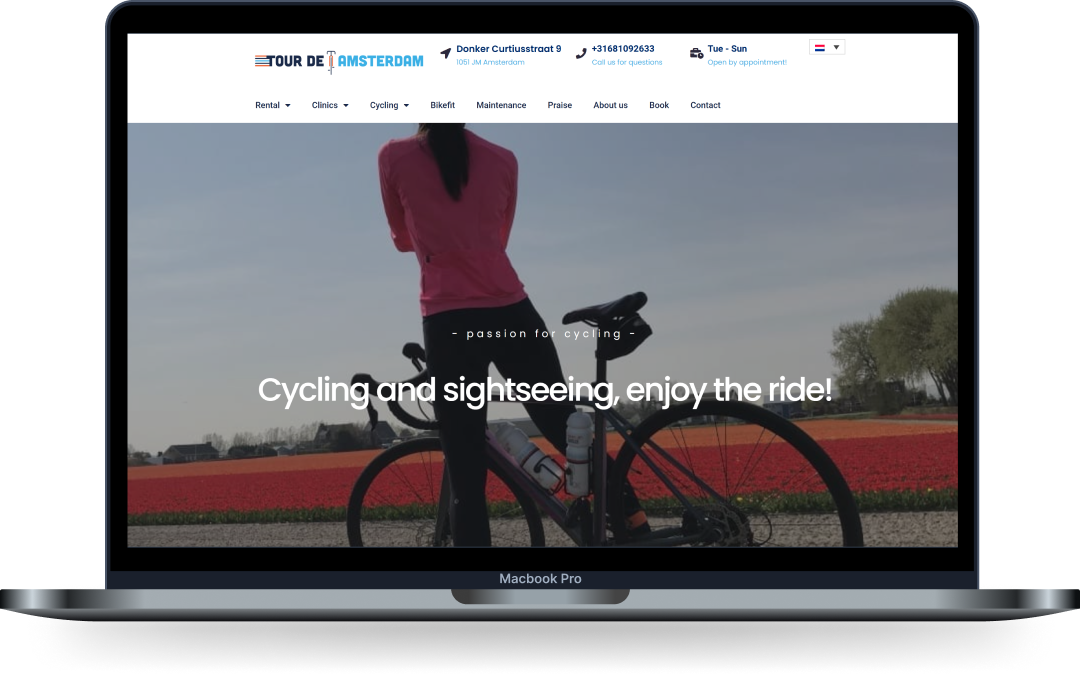 TOUR DE AMSTERDAM
Donker Curtiusstraat 9
1051 JM Amsterdam
+31681092633
Call us for questions
Tue - Sun
Open by appointment!
Rental Clinics Cycling Bikefit Maintenance Praise About us Book Contact
- passion for cycling -
Cycling and sightseeing, enjoy the ride!
Macbook Pro